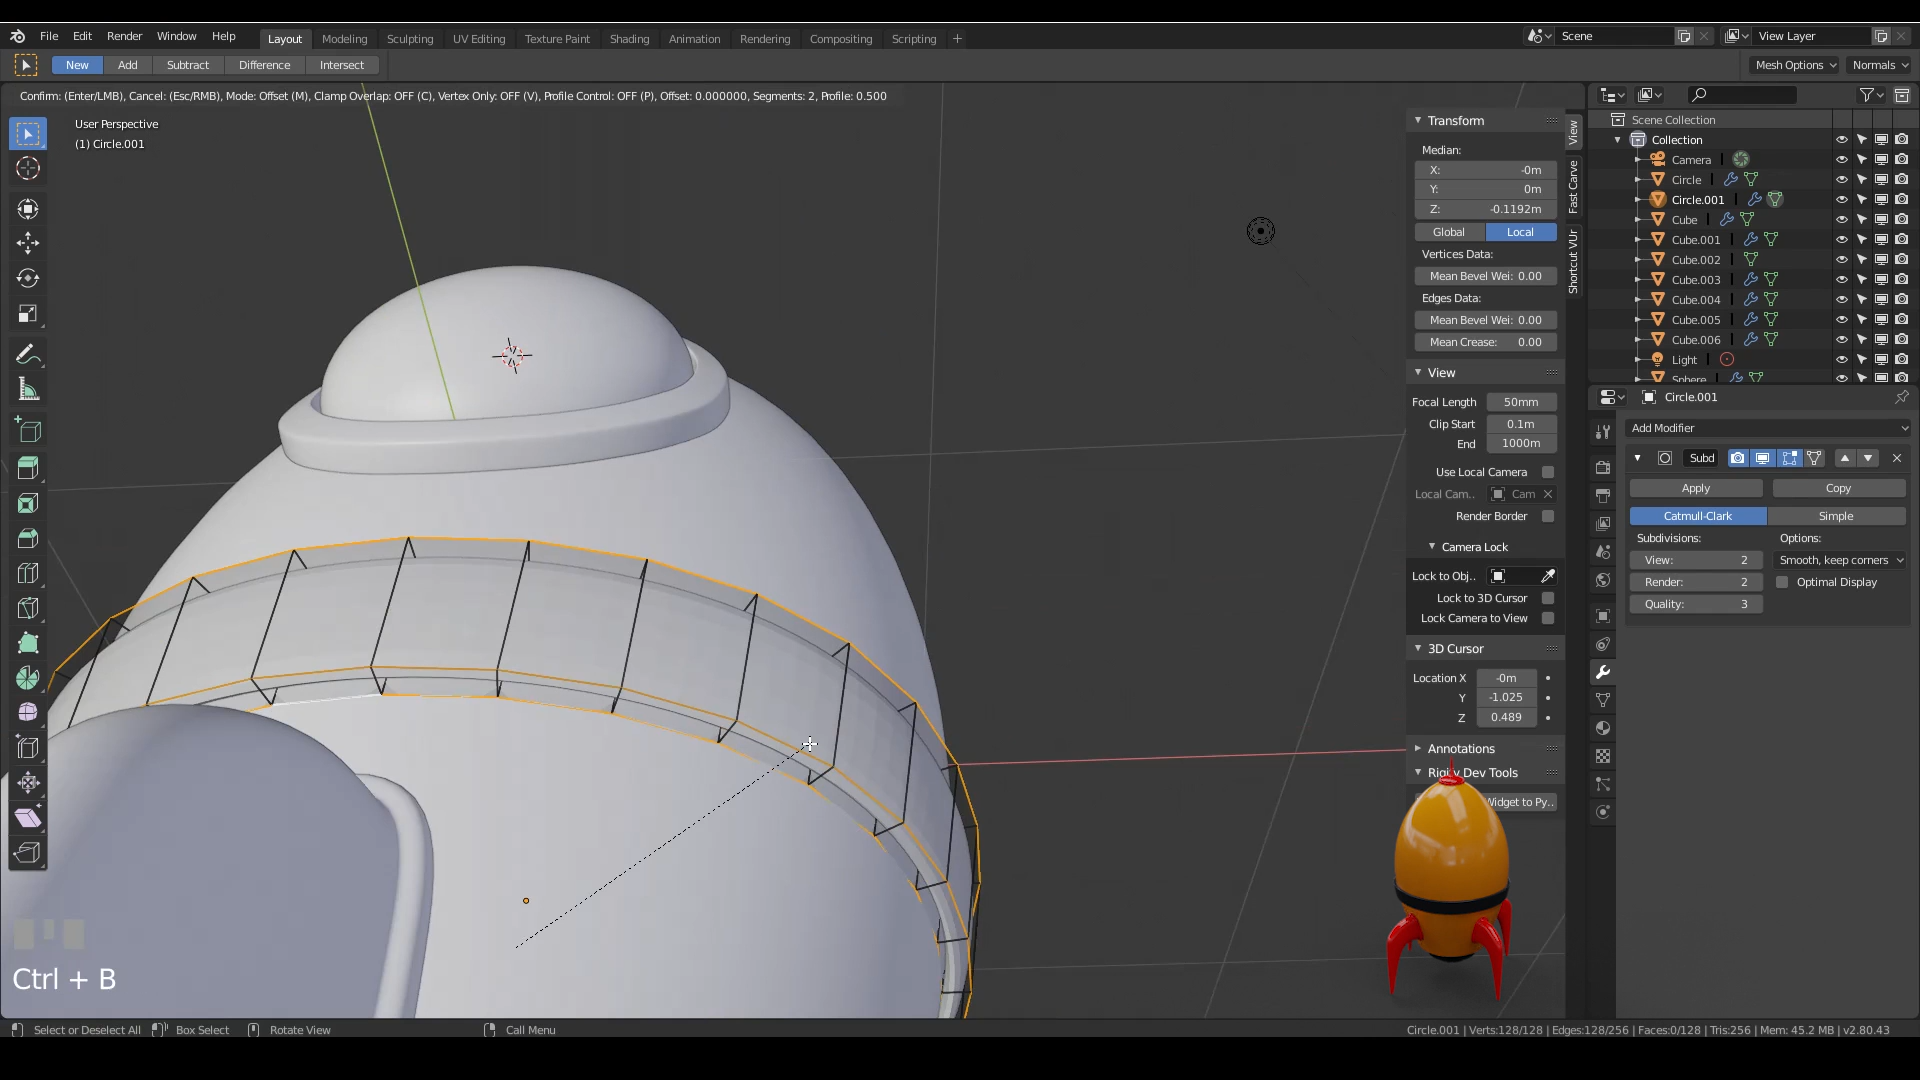 File Edit Render Window Help Layout Modeling Sculpting UV Editing Texture Paint Shading Animation Rendering Compositing Scripting + Scene View Layer
New Add Subtract Difference Intersect Mesh Options Normals
Confirm: (Enter/LMB), Cancel: (Esc/RMB), Mode: Offset (M), Clamp Overlap: OFF (C), Vertex Only: OFF (V), Profile Control: OFF (P), Offset: 0.000000, Segments: 2, Profile: 0.500
User Perspective
(1) Circle.001
Transform
Median:
X: -0m
Y: 0m
Z: -0.1192m
Global Local
Vertices Data:
Mean Bevel Wei: 0.00
Edges Data:
Mean Bevel Wei: 0.00
Mean Crease: 0.00
View
Focal Length 50mm
Clip Start 0.1m
End 1000m
Use Local Camera
Local Cam.. Cam
Render Border
Camera Lock
Lock to Obj..
Lock to 3D Cursor
Lock Camera to View
3D Cursor
Location X -0m
Y -1.025
Z 0.489
Annotations
Dev Tools
Widget to Py..
View
Fast Carve
Shortcut VUr
Scene Collection
Collection
Camera
Circle
Circle.001
Cube
Cube.001
Cube.002
Cube.003
Cube.004
Cube.005
Cube.006
Light
Sphere
Circle.001
Add Modifier
Subd
Apply Copy
Catmull-Clark Simple
Subdivisions: Options:
View: 2 Smooth, keep corners
Render: 2 Optimal Display
Quality: 3
Ctrl + B
Select or Deselect All Box Select Rotate View Call Menu
Circle.001 | Verts:128/128 | Edges:128/256 | Faces:0/128 | Tris:256 | Mem: 45.2 MB | v2.80.43